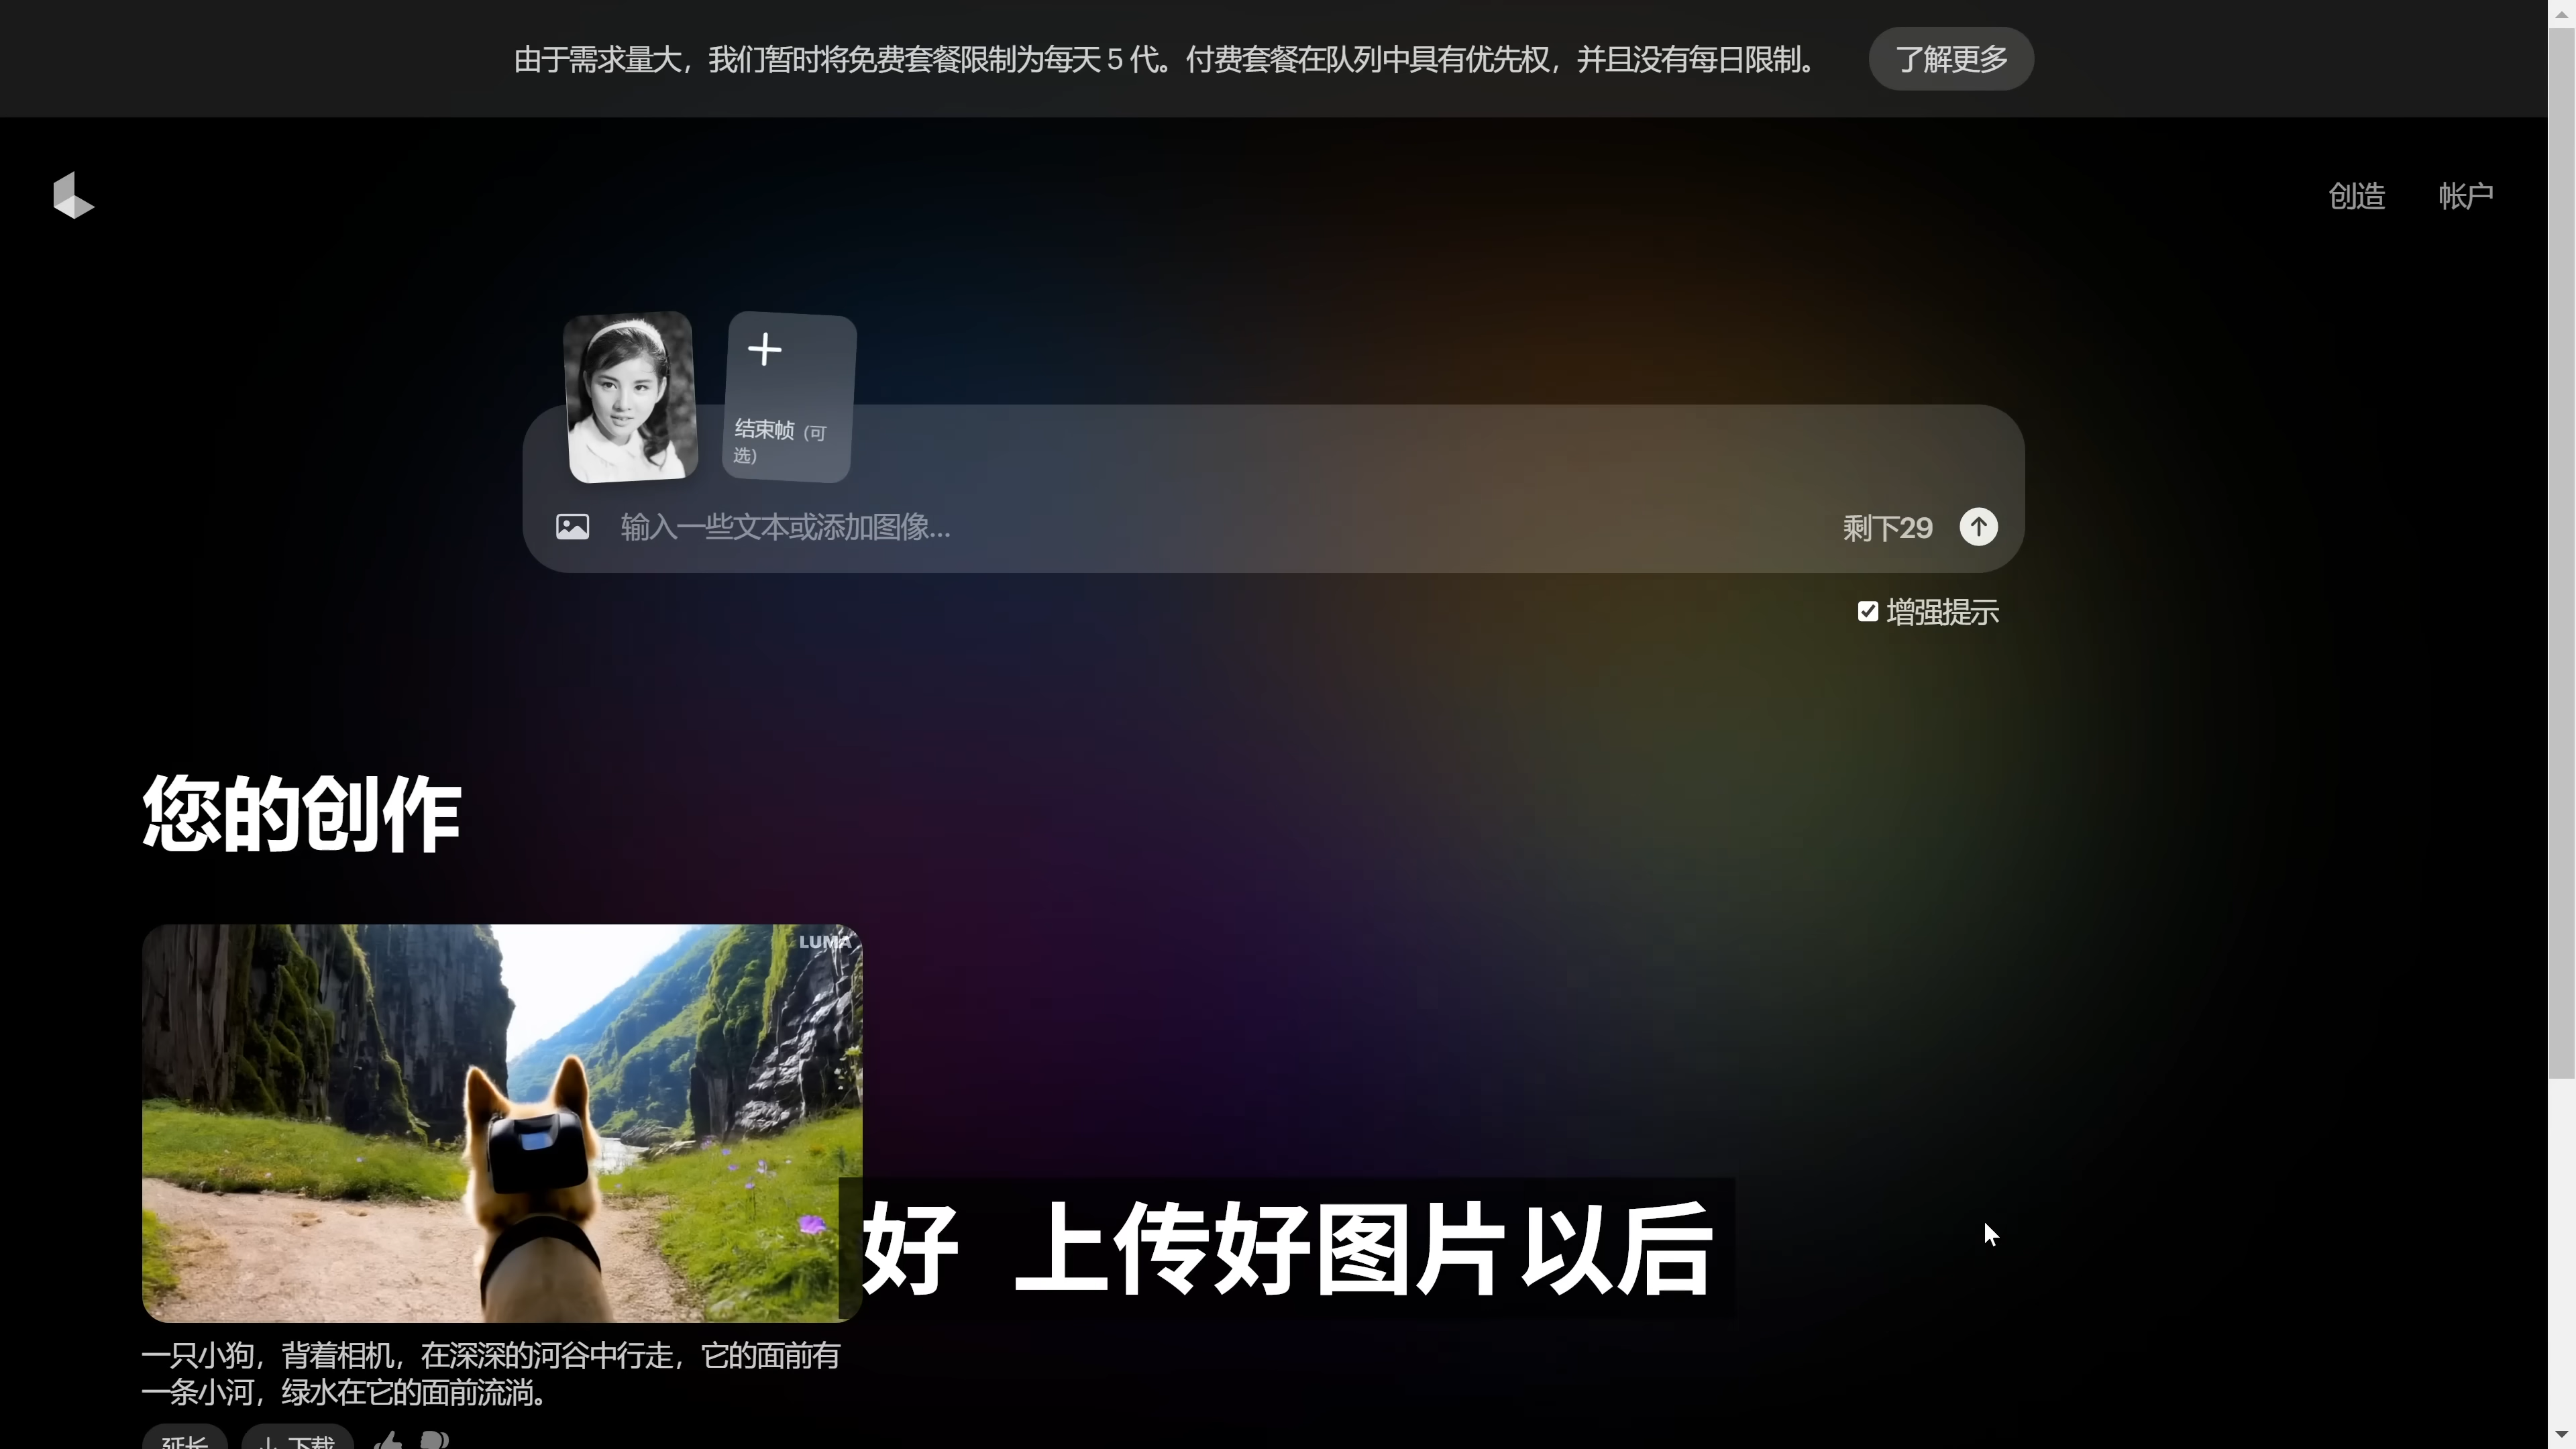 由于需求量大，我们暂时将免费套餐限制为每天 5 代。付费套餐在队列中具有优先权，并且没有每日限制。
了解更多
创造 帐户
结束帧 (可
选)
输入一些文本或添加图像...
剩下29
增强提示
您的创作
LUMA
好 上传好图片以后
一只小狗，背着相机，在深深的河谷中行走，它的面前有
一条小河，绿水在它的面前流淌。
延长 下载